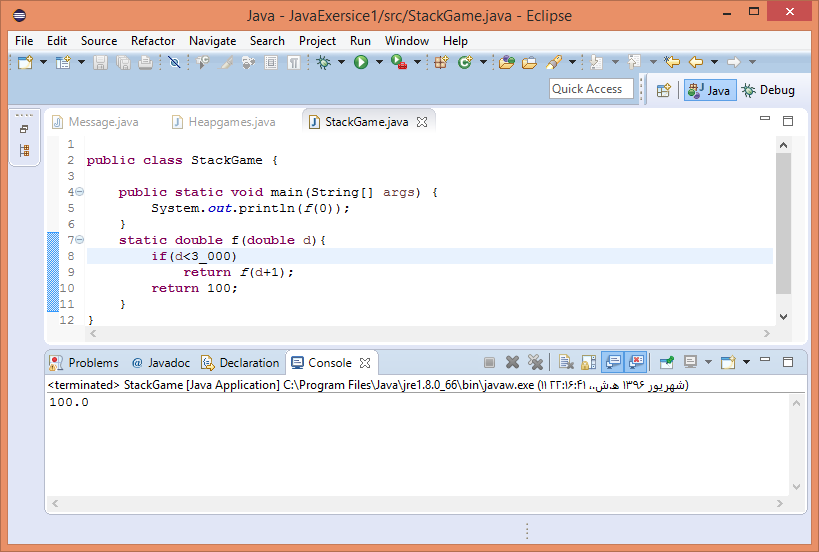 Java - JavaExersice1/src/StackGame.java - Eclipse
File Edit Source Refactor Navigate Search Project Run Window Help
Quick Access Java Debug
Message.java Heapgames.java StackGame.java
1
2 public class StackGame {
3
4 public static void main(String[] args) {
5 System.out.println(f(0));
6 }
7 static double f(double d){
8 if(d<3_000)
9 return f(d+1);
10 return 100;
11 }
12 }
Problems @ Javadoc Declaration Console
<terminated> StackGame [Java Application] C:\Program Files\Java\jre1.8.0_66\bin\javaw.exe (۱۱ شهریور ۱۳۹۶ ه‍.ش.،‏ ۲۲:۱۶:۴۱)
100.0